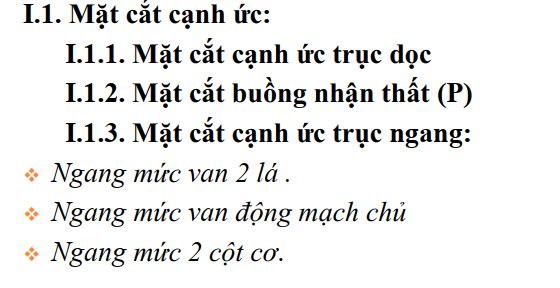 I.1. Mặt cắt cạnh ức:
I.1.1. Mặt cắt cạnh ức trục dọc
I.1.2. Mặt cắt buồng nhận thất (P)
I.1.3. Mặt cắt cạnh ức trục ngang:
❖ Ngang mức van 2 lá .
❖ Ngang mức van động mạch chủ
❖ Ngang mức 2 cột cơ.